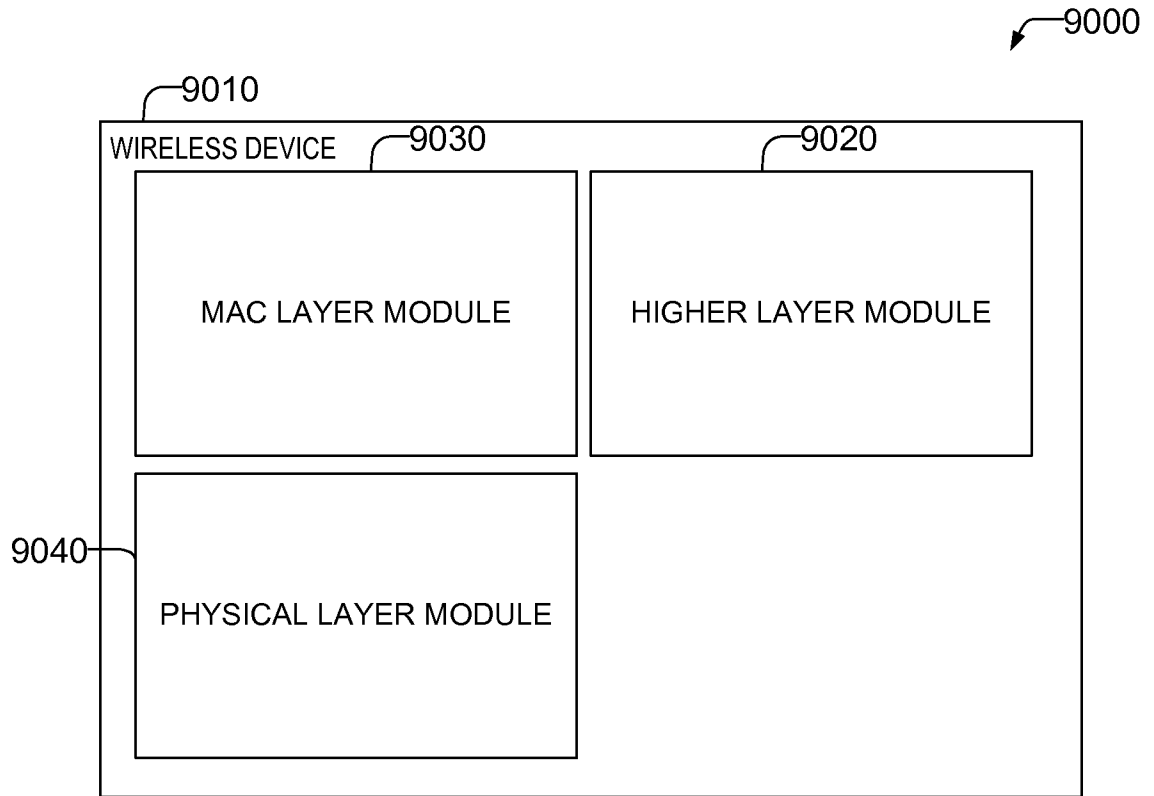 9000
9010
WIRELESS DEVICE
9030
9020
MAC LAYER MODULE
HIGHER LAYER MODULE
9040
PHYSICAL LAYER MODULE